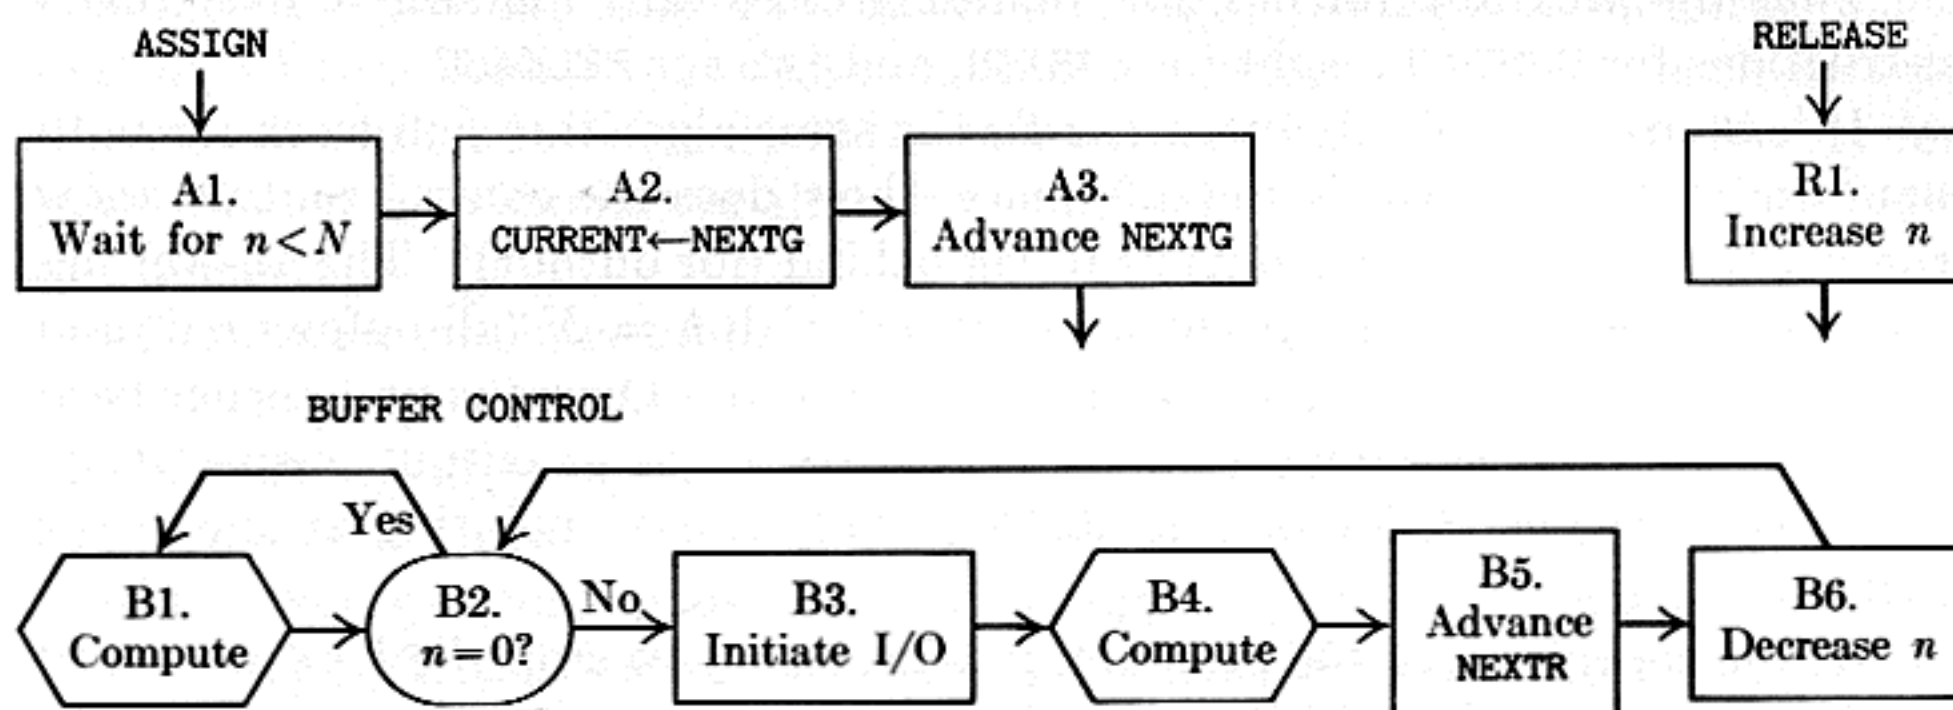 ASSIGN
RELEASE
A1.
Wait for n<N
A2.
CURRENT←NEXTG
A3.
Advance NEXTG
R1.
Increase n
BUFFER CONTROL
Yes
B1.
Compute
B2.
n=0?
No
B3.
Initiate I/O
B4.
Compute
B5.
Advance
NEXTR
B6.
Decrease n